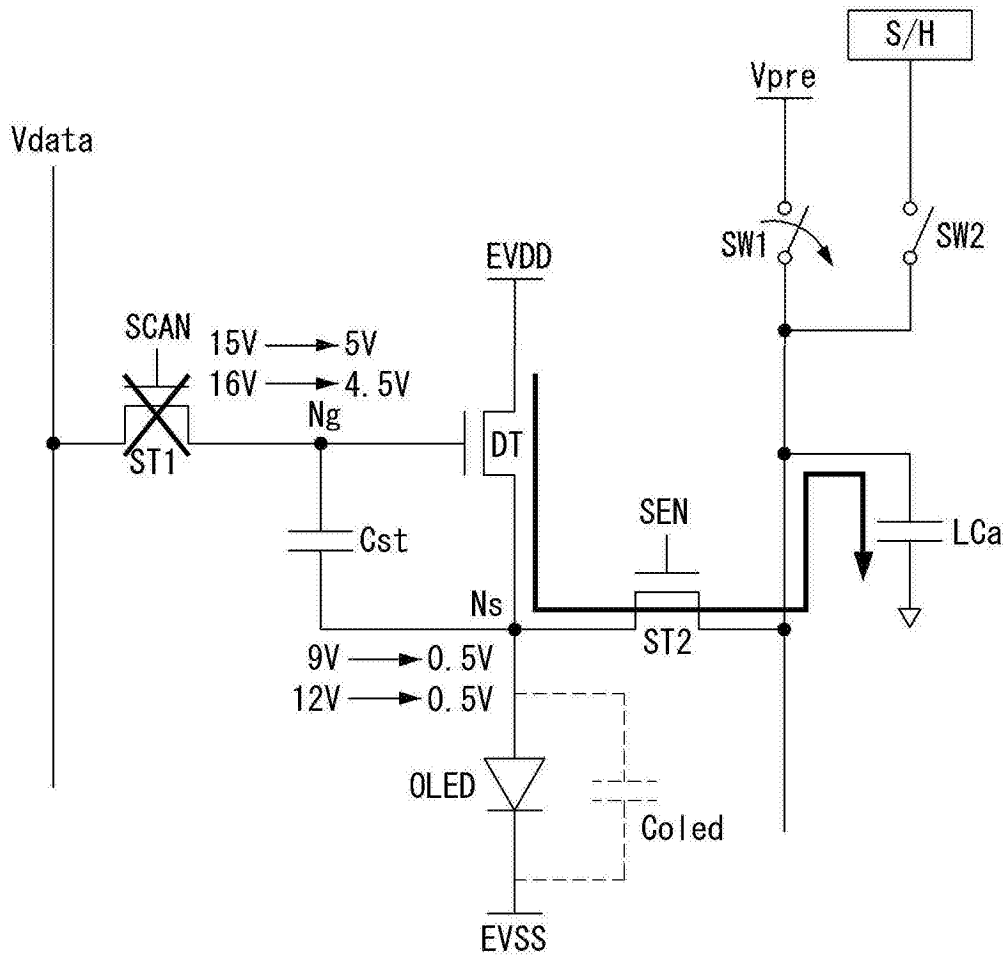 S/H
Vpre
Vdata
SW1
SW2
EVDD
SCAN
15V → 5V
16V → 4.5V
Ng
DT
ST1
SEN
Cst
LCa
Ns
ST2
9V → 0.5V
12V → 0.5V
OLED
Coled
EVSS